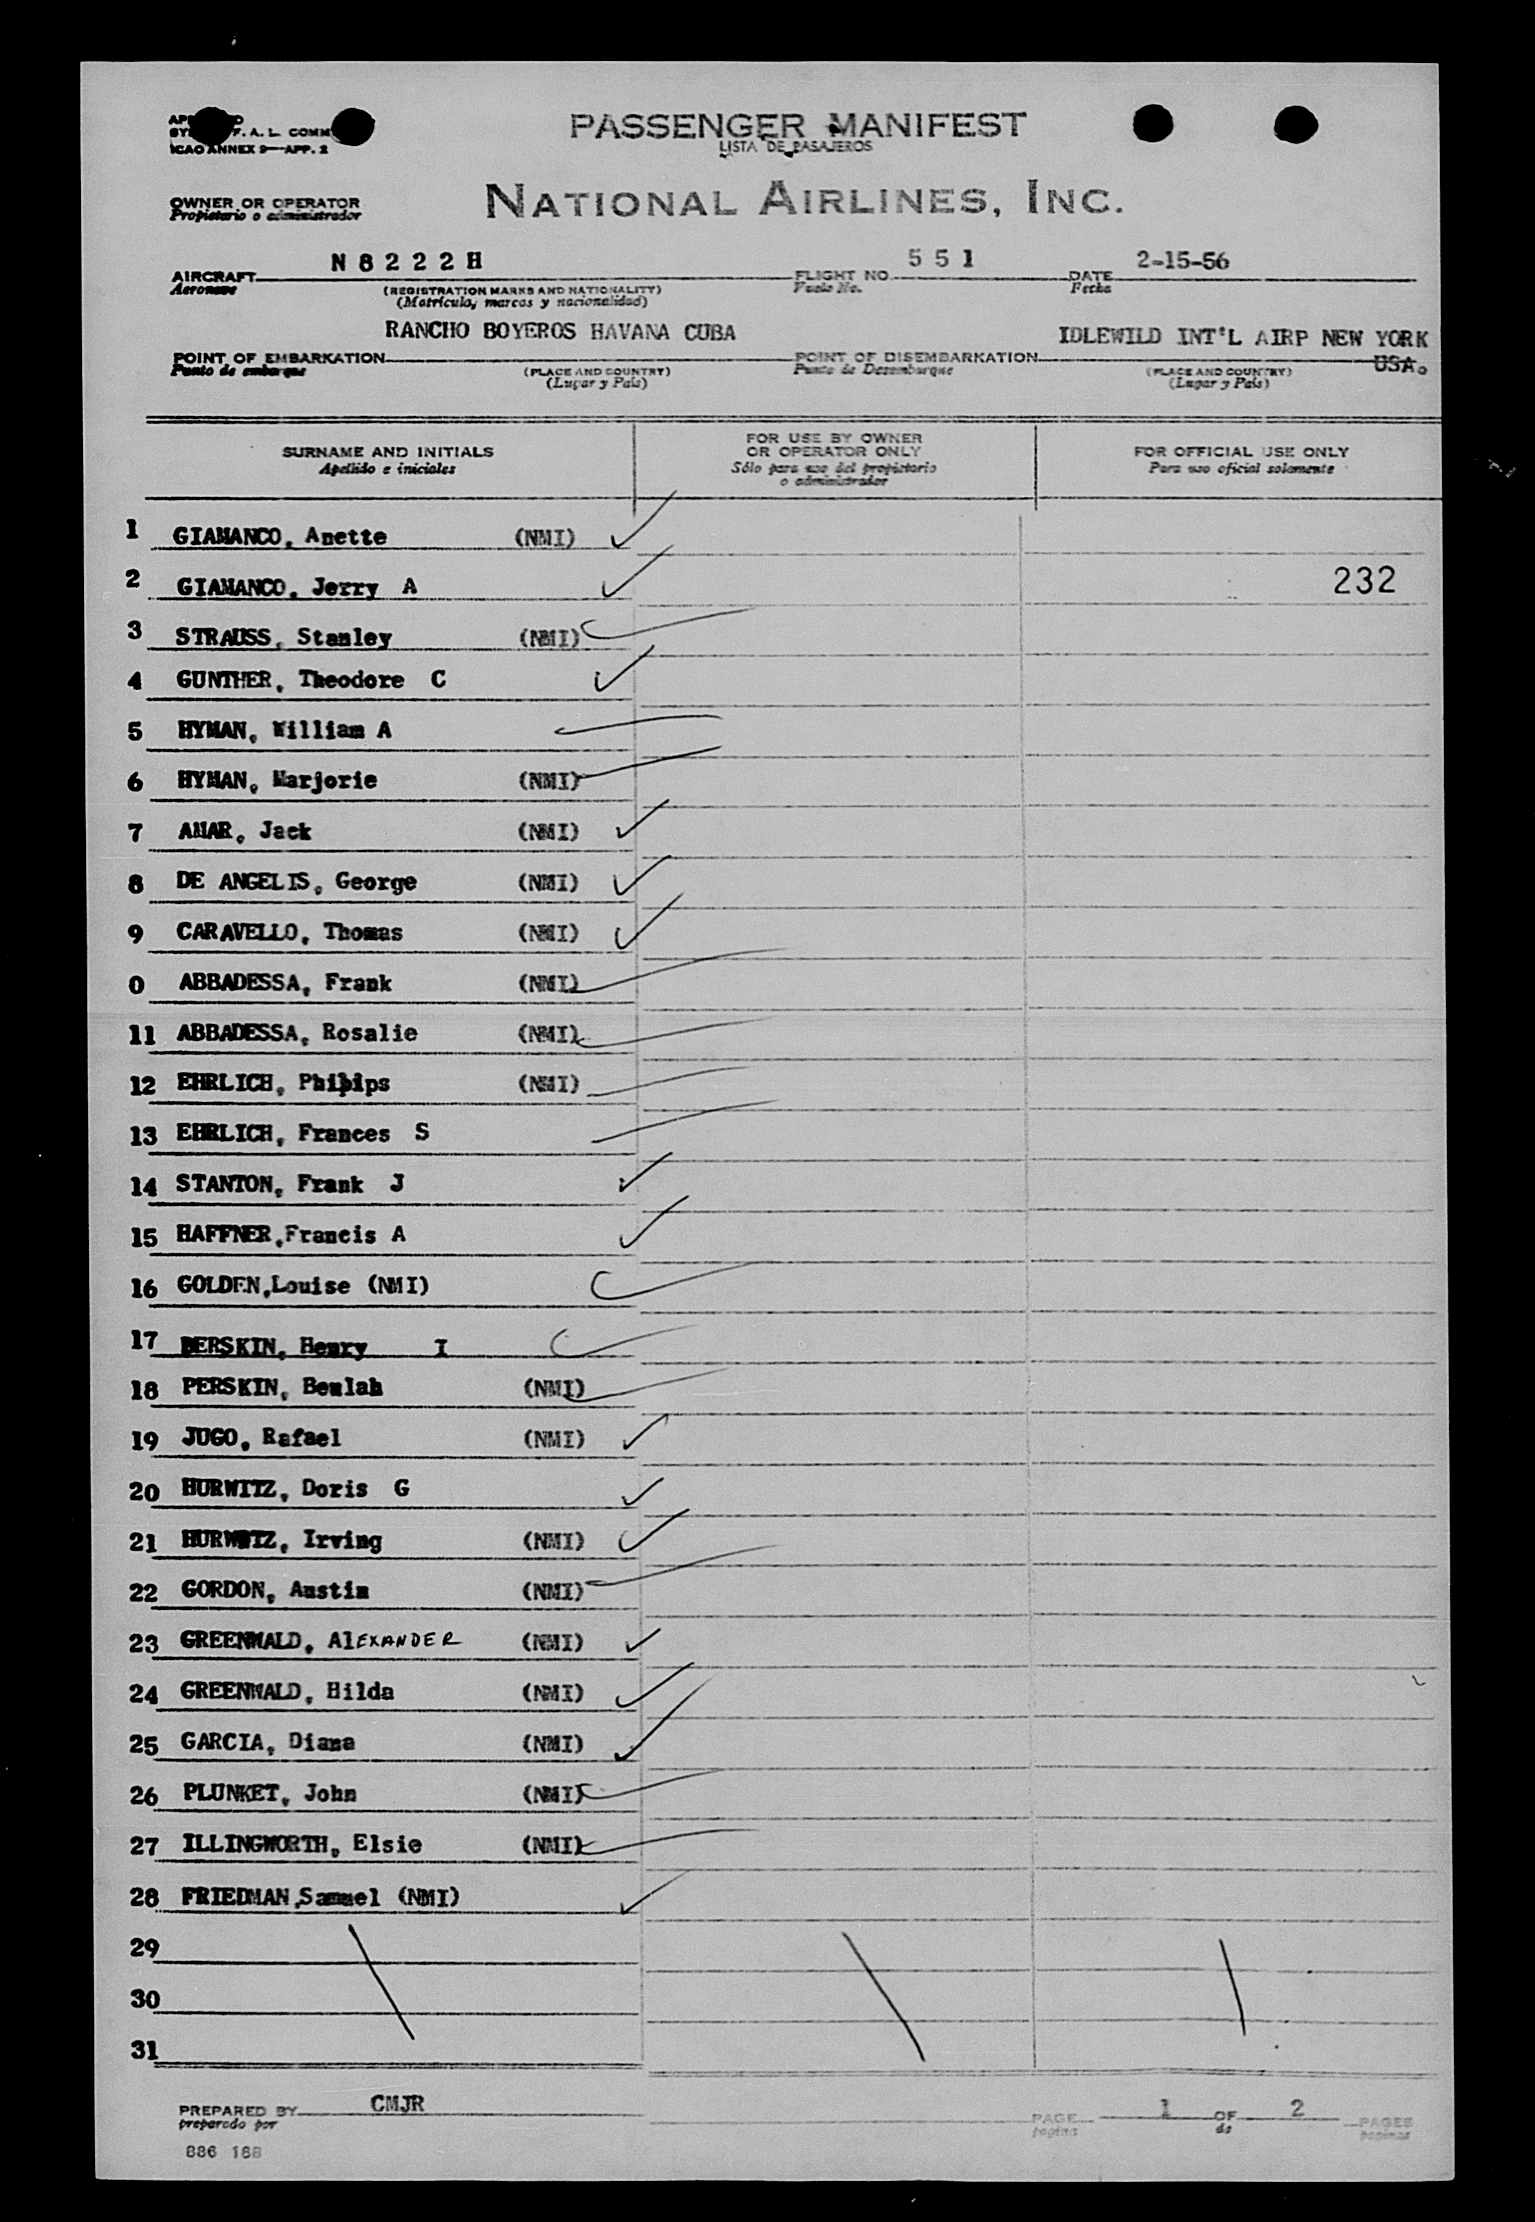 PASSENGER MANIFEST
LISTA DE PASAJEROS
F. A. L. COMM
ICAO ANNEX 9—APP. 2
OWNER OR OPERATOR
Propietario o administrador
NATIONAL AIRLINES, INC.
AIRCRAFT N 8 2 2 2 H FLIGHT NO. 5 5 1 DATE 2-15-56
Aeronave (REGISTRATION MARKS AND NATIONALITY) Vuelo No. Fecha
(Matrícula, marcas y nacionalidad)
RANCHO BOYEROS HAVANA CUBA IDLEWILD INT'L AIRP NEW YORK
POINT OF EMBARKATION POINT OF DISEMBARKATION USA.
Punto de embarque (PLACE AND COUNTRY) Punto de Desembarque (PLACE AND COUNTRY)
(Lugar y País) (Lugar y País)
SURNAME AND INITIALS
Apellido e iniciales
FOR USE BY OWNER
OR OPERATOR ONLY
Sólo para uso del propietario
o administrador
FOR OFFICIAL USE ONLY
Para uso oficial solamente
1 GIAMANCO, Anette (NMI)
2 GIAMANCO, Jerry A 232
3 STRAUSS, Stanley (NMI)
4 GUNTHER, Theodore C
5 HYMAN, William A
6 HYMAN, Marjorie (NMI)
7 AMAR, Jack (NMI)
8 DE ANGELIS, George (NMI)
9 CARAVELLO, Thomas (NMI)
0 ABBADESSA, Frank (NMI)
11 ABBADESSA, Rosalie (NMI)
12 EHRLICH, Philips (NMI)
13 EHRLICH, Frances S
14 STANTON, Frank J
15 HAFFNER,Francis A
16 GOLDEN,Louise (NMI)
17 PERSKIN, Henry I
18 PERSKIN, Beulah (NMI)
19 JUGO, Rafael (NMI)
20 HURWITZ, Doris G
21 HURWITZ, Irving (NMI)
22 GORDON, Austin (NMI)
23 GREENWALD, AlEXANDER (NMI)
24 GREENWALD, Hilda (NMI)
25 GARCIA, Diana (NMI)
26 PLUNKET, John (NMI)
27 ILLINGWORTH, Elsie (NMI)
28 FRIEDMAN,Samuel (NMI)
29
30
31
PREPARED BY CMJR PAGE 1 OF 2 PAGES
preparado por pagina de paginas
886 188